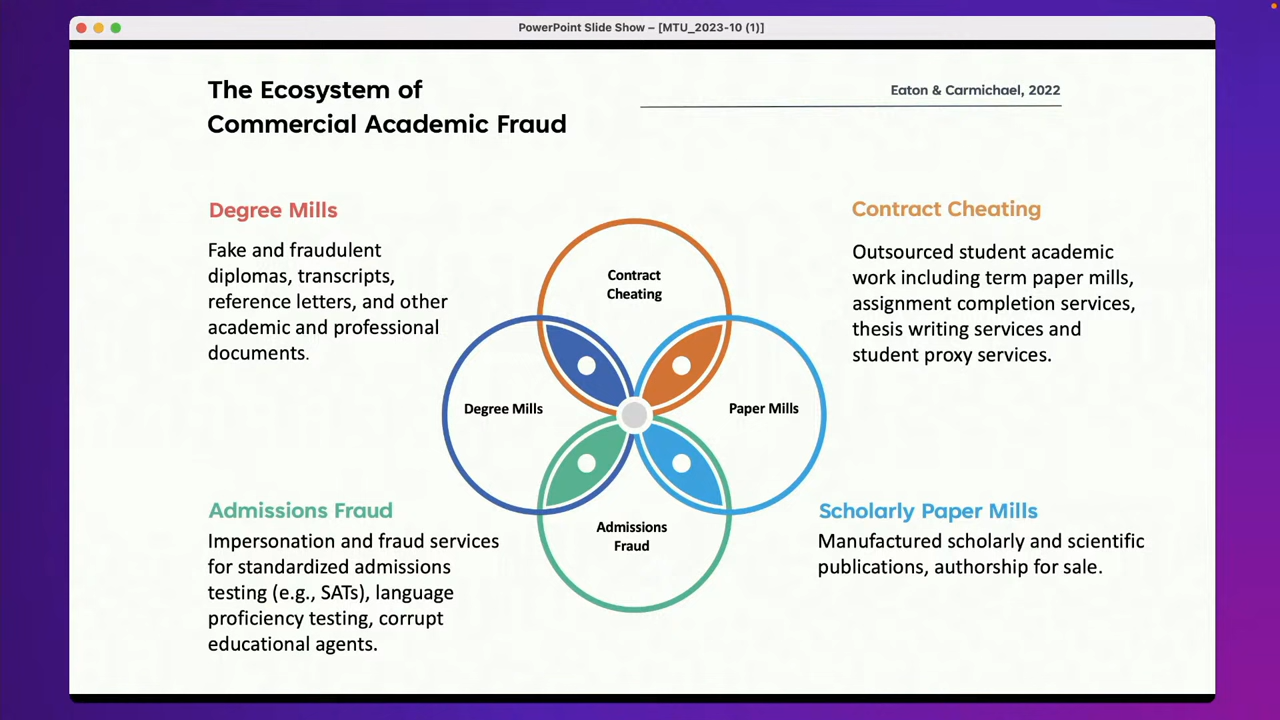 PowerPoint Slide Show – [MTU_2023-10 (1)]
The Ecosystem of
Commercial Academic Fraud
Eaton & Carmichael, 2022
Degree Mills
Fake and fraudulent
diplomas, transcripts,
reference letters, and other
academic and professional
documents.
Contract Cheating
Outsourced student academic
work including term paper mills,
assignment completion services,
thesis writing services and
student proxy services.
Contract
Cheating
Degree Mills
Paper Mills
Admissions
Fraud
Admissions Fraud
Impersonation and fraud services
for standardized admissions
testing (e.g., SATs), language
proficiency testing, corrupt
educational agents.
Scholarly Paper Mills
Manufactured scholarly and scientific
publications, authorship for sale.